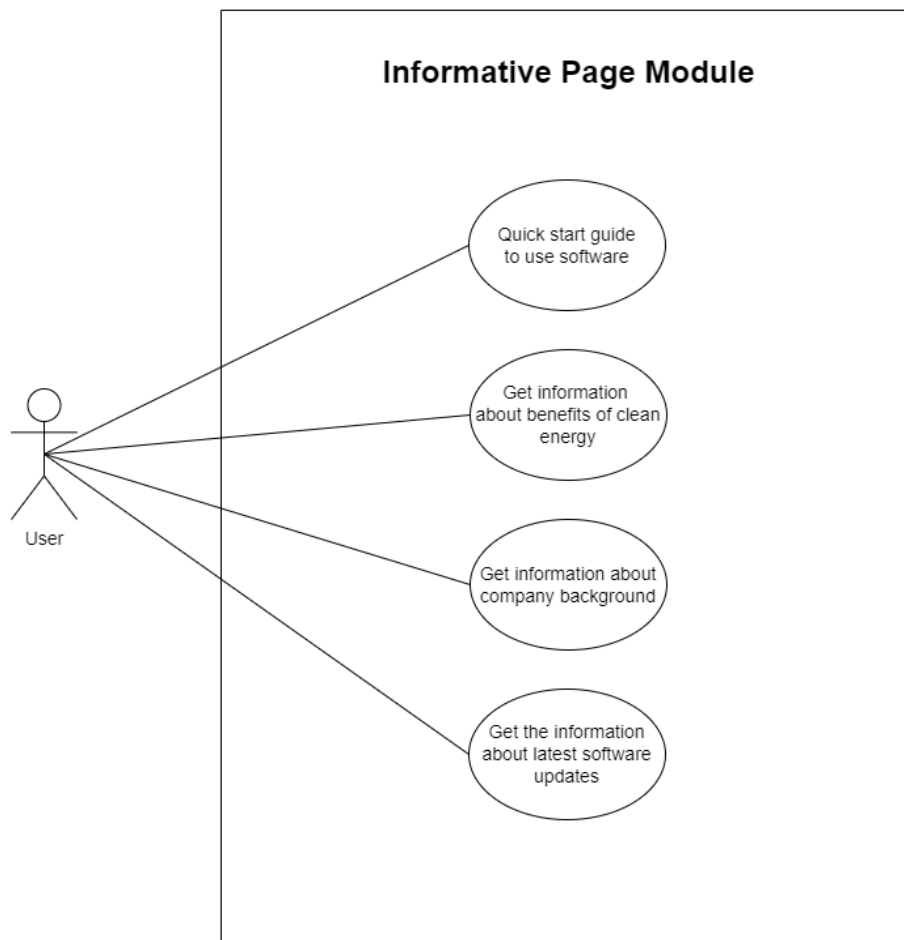 Informative Page Module
Quick start guide
to use software
Get information
about benefits of clean
energy
User
Get information about
company background
Get the information
about latest software
updates